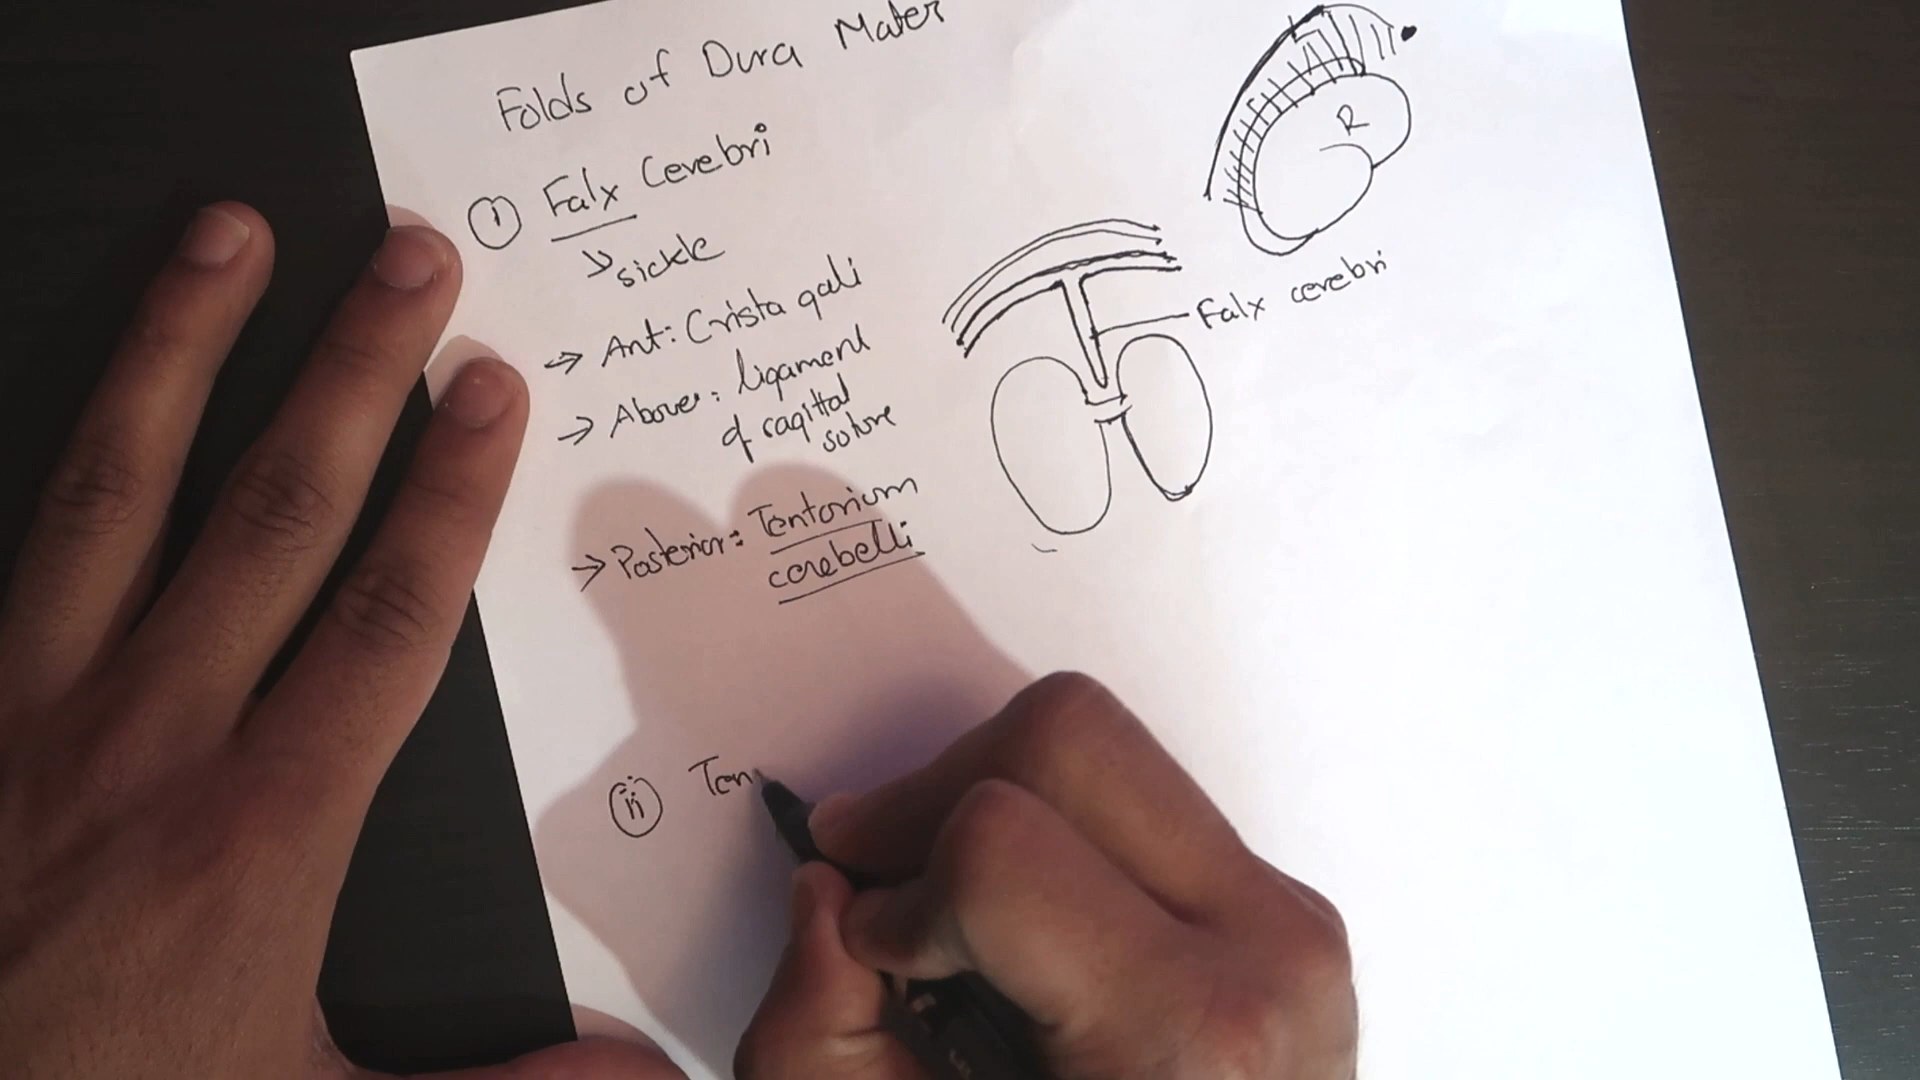 Folds of Dura Mater
i Falx Cerebri
sickle
→ Ant: Crista gali
→ Above: ligament
of sagittal
suture
→ Posterior: Tentorium
cerebelli
ii Ten
R
Falx cerebri